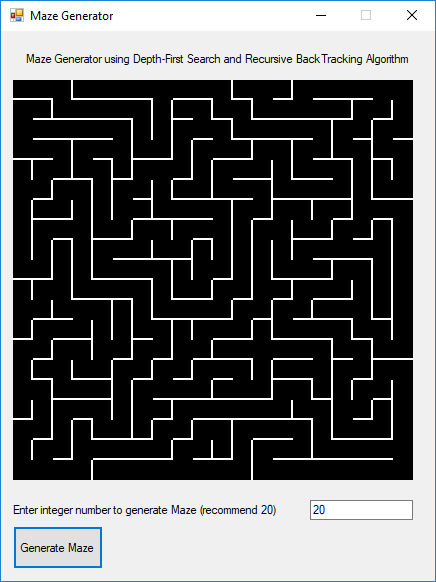 Maze Generator
Maze Generator using Depth-First Search and Recursive BackTracking Algorithm
Enter integer number to generate Maze (recommend 20)
20
Generate Maze